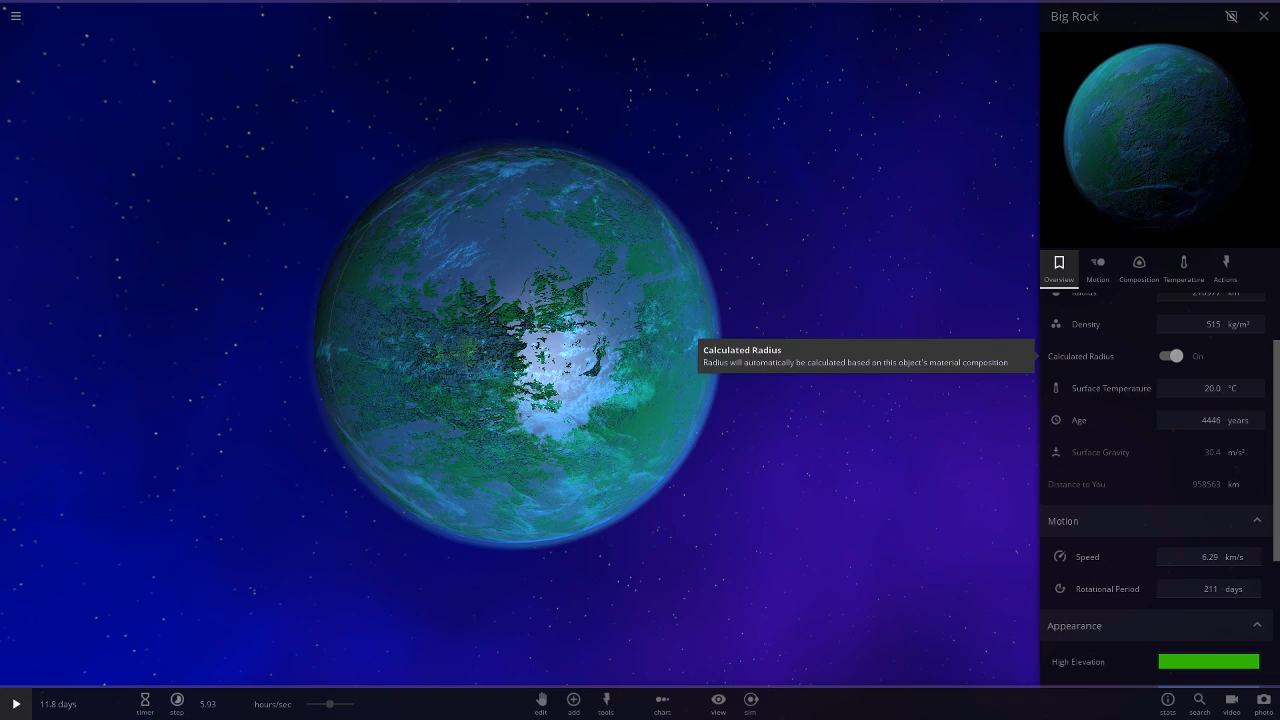 Big Rock
Overview
Motion
Composition
Temperature
Actions
Density 515 kg/m³
Calculated Radius On
Calculated Radius
Radius will automatically be calculated based on this object's material composition
Surface Temperature 20.0 °C
Age 4446 years
Surface Gravity 30.4 m/s²
Distance to You 958563 km
Motion
Speed 6.29 km/s
Rotational Period 211 days
Appearance
High Elevation
11.8 days
timer
step
5.93 hours/sec
edit
add
tools
chart
view
sim
stats
search
video
photo